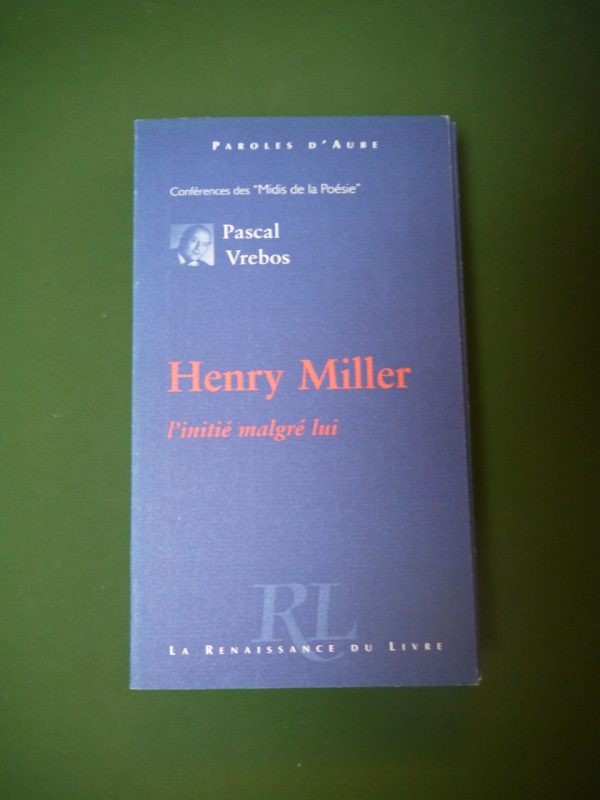 PAROLES D'AUBE
Conférences des "Midis de la Poésie"
Pascal
Vrebos
Henry Miller
l'initié malgré lui
RL
LA RENAISSANCE DU LIVRE